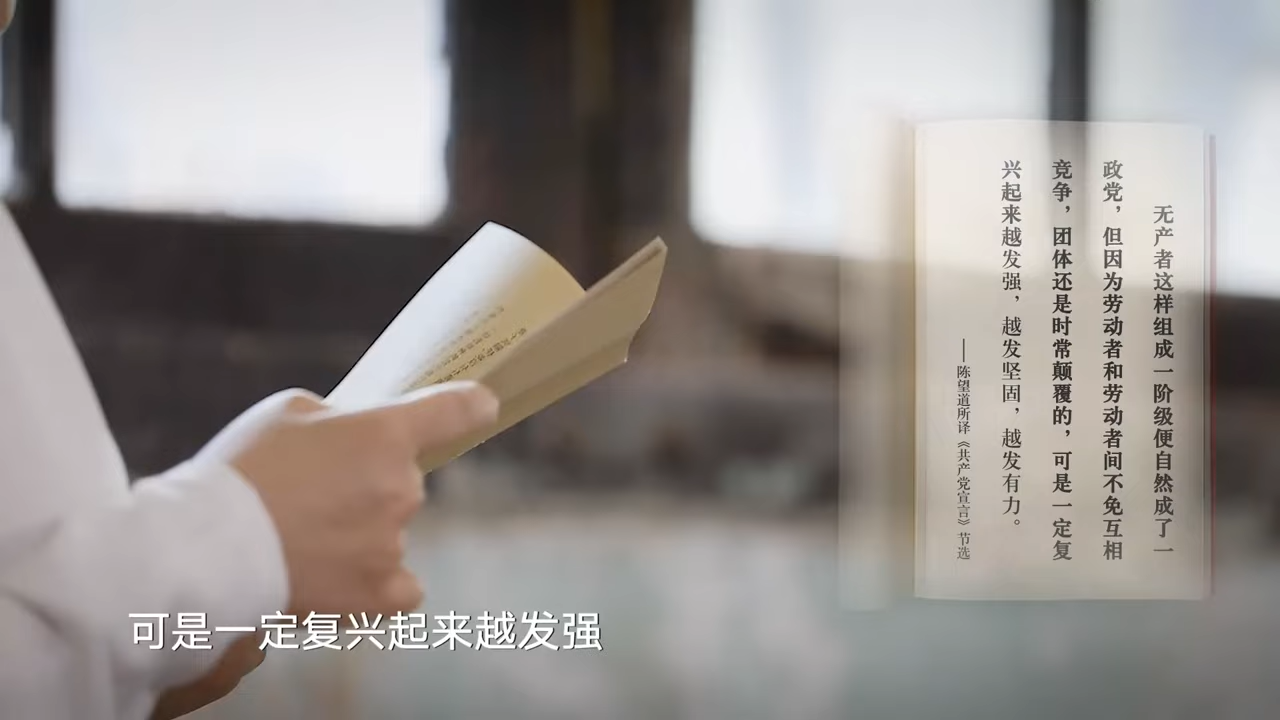 无产者这样组成一阶级便自然成了一
政党，但因为劳动者和劳动者间不免互相
竞争，团体还是时常颠覆的，可是一定复
兴起来越发强，越发坚固，越发有力。
——陈望道所译《共产党宣言》节选
可是一定复兴起来越发强